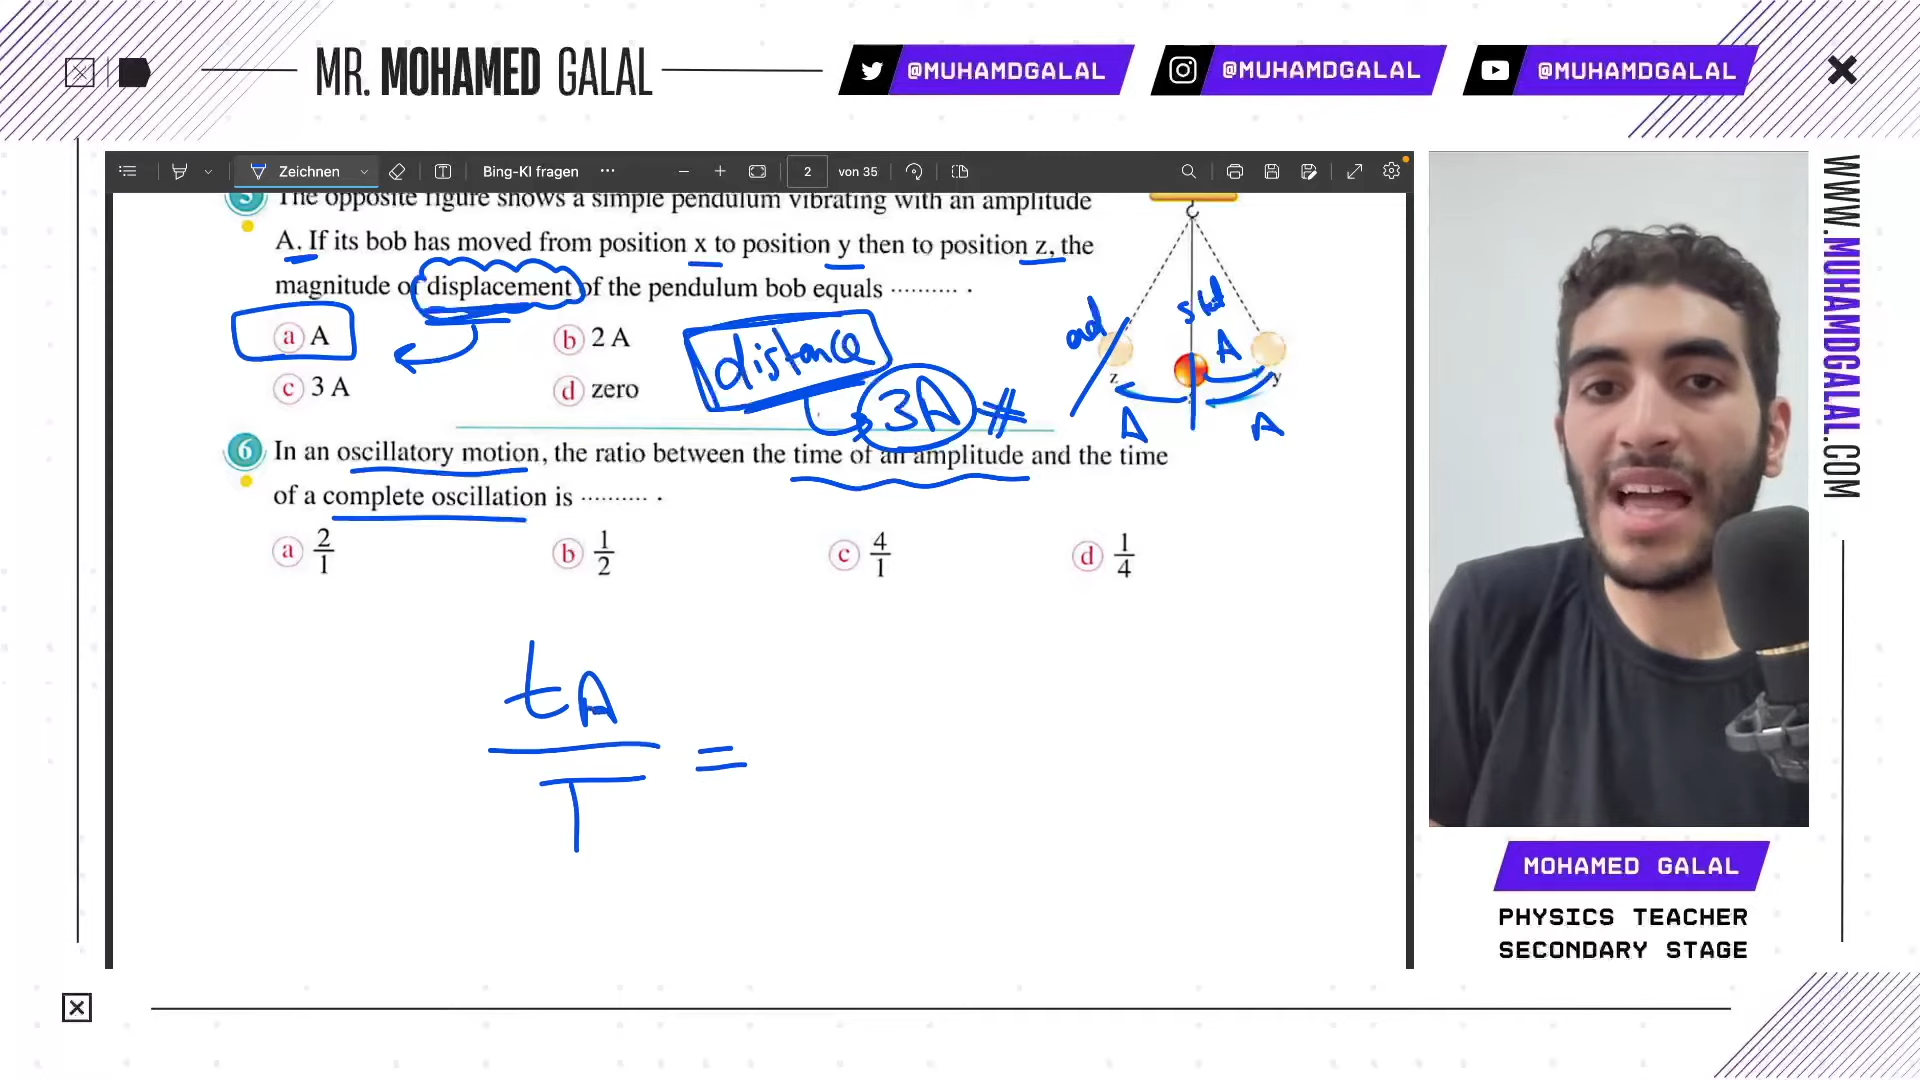 MR. MOHAMED GALAL
@MUHAMDGALAL
@MUHAMDGALAL
@MUHAMDGALAL
Zeichnen
Bing-KI fragen
2
von 35
5 The opposite figure shows a simple pendulum vibrating with an amplitude
A. If its bob has moved from position x to position y then to position z, the
magnitude of displacement of the pendulum bob equals .......... .
a A
b 2 A
c 3 A
d zero
distance
3A #
end
A
z
y
A
A
6 In an oscillatory motion, the ratio between the time of an amplitude and the time
of a complete oscillation is .......... .
a 2/1
b 1/2
c 4/1
d 1/4
tA
T
=
WWW.MUHAMDGALAL.COM
MOHAMED GALAL
PHYSICS TEACHER
SECONDARY STAGE